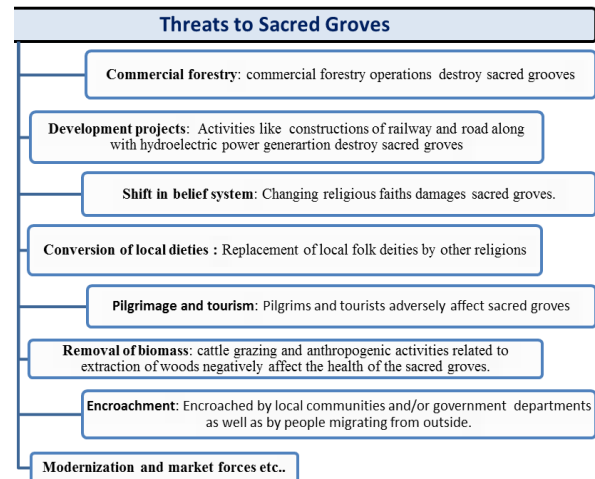 Threats to Sacred Groves
Commercial forestry: commercial forestry operations destroy sacred grooves
Development projects: Activities like constructions of railway and road along
with hydroelectric power generartion destroy sacred groves
Shift in belief system: Changing religious faiths damages sacred groves.
Conversion of local dieties : Replacement of local folk deities by other religions
Pilgrimage and tourism: Pilgrims and tourists adversely affect sacred groves
Removal of biomass: cattle grazing and anthropogenic activities related to
extraction of woods negatively affect the health of the sacred groves.
Encroachment: Encroached by local communities and/or government departments
as well as by people migrating from outside.
Modernization and market forces etc..